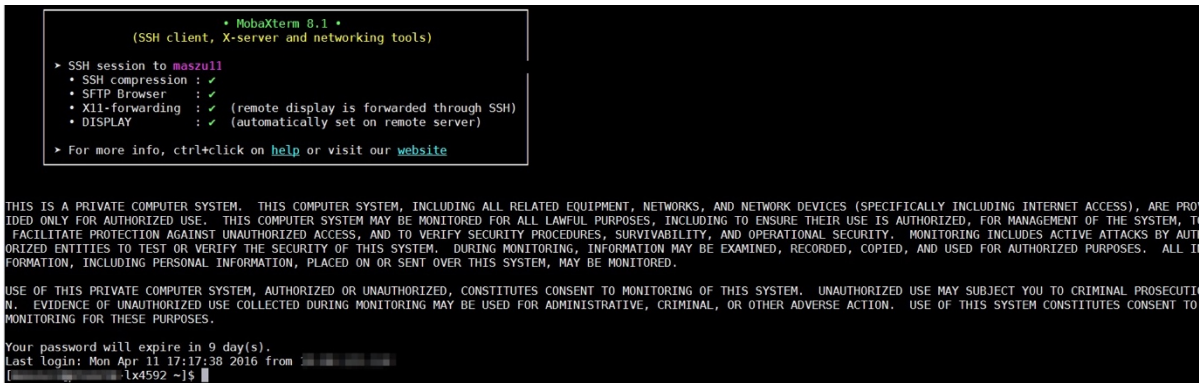 • MobaXterm 8.1 •
(SSH client, X-server and networking tools)
➤ SSH session to maszu11
• SSH compression : ✔
• SFTP Browser : ✔
• X11-forwarding : ✔ (remote display is forwarded through SSH)
• DISPLAY : ✔ (automatically set on remote server)
➤ For more info, ctrl+click on help or visit our website
THIS IS A PRIVATE COMPUTER SYSTEM. THIS COMPUTER SYSTEM, INCLUDING ALL RELATED EQUIPMENT, NETWORKS, AND NETWORK DEVICES (SPECIFICALLY INCLUDING INTERNET ACCESS), ARE PROV
IDED ONLY FOR AUTHORIZED USE. THIS COMPUTER SYSTEM MAY BE MONITORED FOR ALL LAWFUL PURPOSES, INCLUDING TO ENSURE THEIR USE IS AUTHORIZED, FOR MANAGEMENT OF THE SYSTEM, T
FACILITATE PROTECTION AGAINST UNAUTHORIZED ACCESS, AND TO VERIFY SECURITY PROCEDURES, SURVIVABILITY, AND OPERATIONAL SECURITY. MONITORING INCLUDES ACTIVE ATTACKS BY AUTH
ORIZED ENTITIES TO TEST OR VERIFY THE SECURITY OF THIS SYSTEM. DURING MONITORING, INFORMATION MAY BE EXAMINED, RECORDED, COPIED, AND USED FOR AUTHORIZED PURPOSES. ALL IN
FORMATION, INCLUDING PERSONAL INFORMATION, PLACED ON OR SENT OVER THIS SYSTEM, MAY BE MONITORED.
USE OF THIS PRIVATE COMPUTER SYSTEM, AUTHORIZED OR UNAUTHORIZED, CONSTITUTES CONSENT TO MONITORING OF THIS SYSTEM. UNAUTHORIZED USE MAY SUBJECT YOU TO CRIMINAL PROSECUTIO
N. EVIDENCE OF UNAUTHORIZED USE COLLECTED DURING MONITORING MAY BE USED FOR ADMINISTRATIVE, CRIMINAL, OR OTHER ADVERSE ACTION. USE OF THIS SYSTEM CONSTITUTES CONSENT TO
MONITORING FOR THESE PURPOSES.
Your password will expire in 9 day(s).
Last login: Mon Apr 11 17:17:38 2016 from
[ lx4592 ~]$